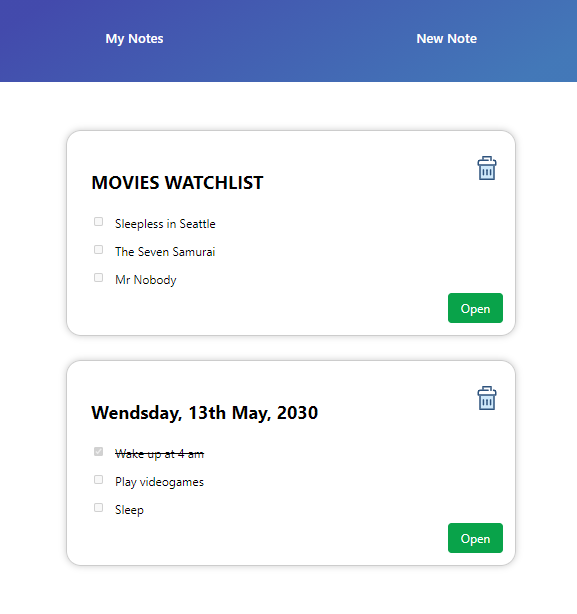 My Notes New Note
MOVIES WATCHLIST
Sleepless in Seattle
The Seven Samurai
Mr Nobody
Open
Wendsday, 13th May, 2030
Wake up at 4 am
Play videogames
Sleep
Open